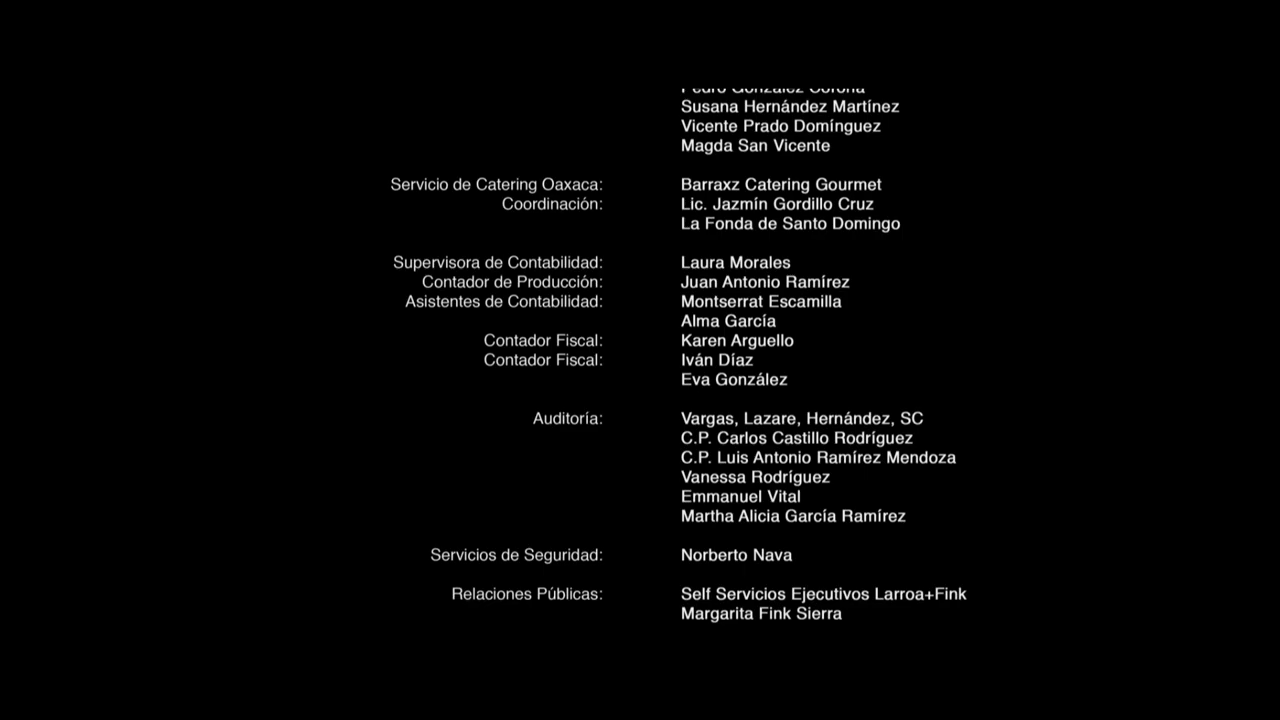 Pedro González Corona
Susana Hernández Martínez
Vicente Prado Domínguez
Magda San Vicente
Servicio de Catering Oaxaca: Barraxz Catering Gourmet
Coordinación: Lic. Jazmín Gordillo Cruz
La Fonda de Santo Domingo
Supervisora de Contabilidad: Laura Morales
Contador de Producción: Juan Antonio Ramírez
Asistentes de Contabilidad: Montserrat Escamilla
Alma García
Contador Fiscal: Karen Arguello
Contador Fiscal: Iván Díaz
Eva González
Auditoría: Vargas, Lazare, Hernández, SC
C.P. Carlos Castillo Rodríguez
C.P. Luis Antonio Ramírez Mendoza
Vanessa Rodríguez
Emmanuel Vital
Martha Alicia García Ramírez
Servicios de Seguridad: Norberto Nava
Relaciones Públicas: Self Servicios Ejecutivos Larroa+Fink
Margarita Fink Sierra